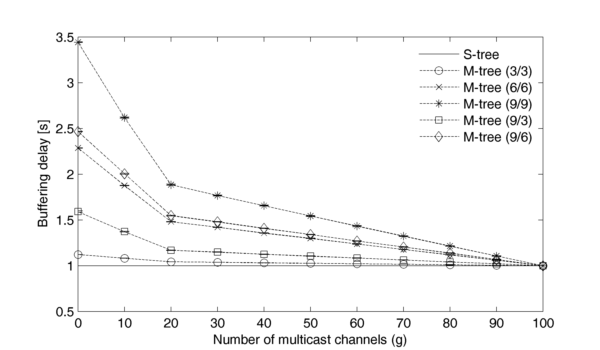 3.5
3
2.5
2
1.5
1
0.5
Buffering delay [s]
0 10 20 30 40 50 60 70 80 90 100
Number of multicast channels (g)
S-tree
M-tree (3/3)
M-tree (6/6)
M-tree (9/9)
M-tree (9/3)
M-tree (9/6)